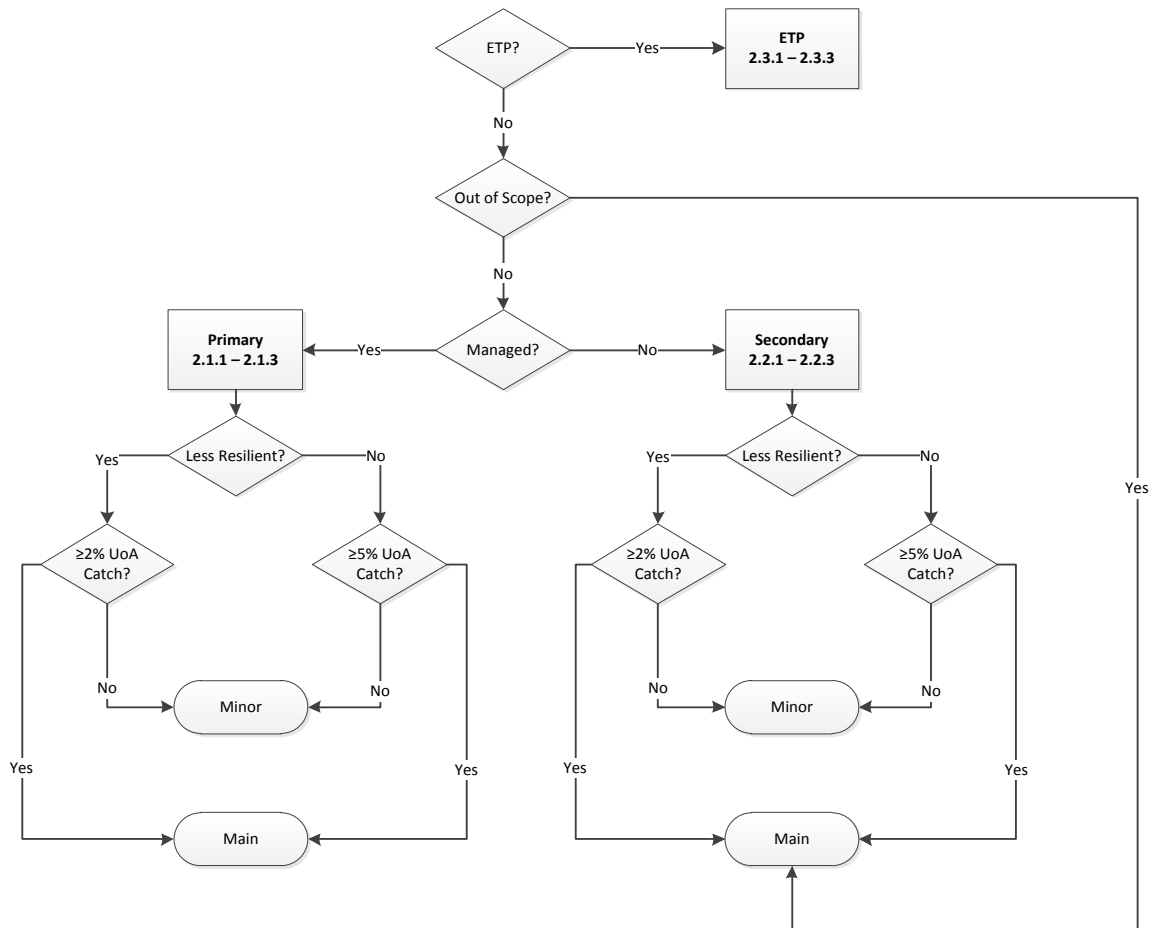 ETP?
Yes
ETP
2.3.1 – 2.3.3
No
Out of Scope?
No
Primary
2.1.1 – 2.1.3
Yes
Managed?
No
Secondary
2.2.1 – 2.2.3
Yes
Less Resilient?
No
Yes
Less Resilient?
No
Yes
≥2% UoA
Catch?
≥5% UoA
Catch?
≥2% UoA
Catch?
≥5% UoA
Catch?
No
Minor
No
No
Minor
No
Yes
Yes
Yes
Yes
Main
Main